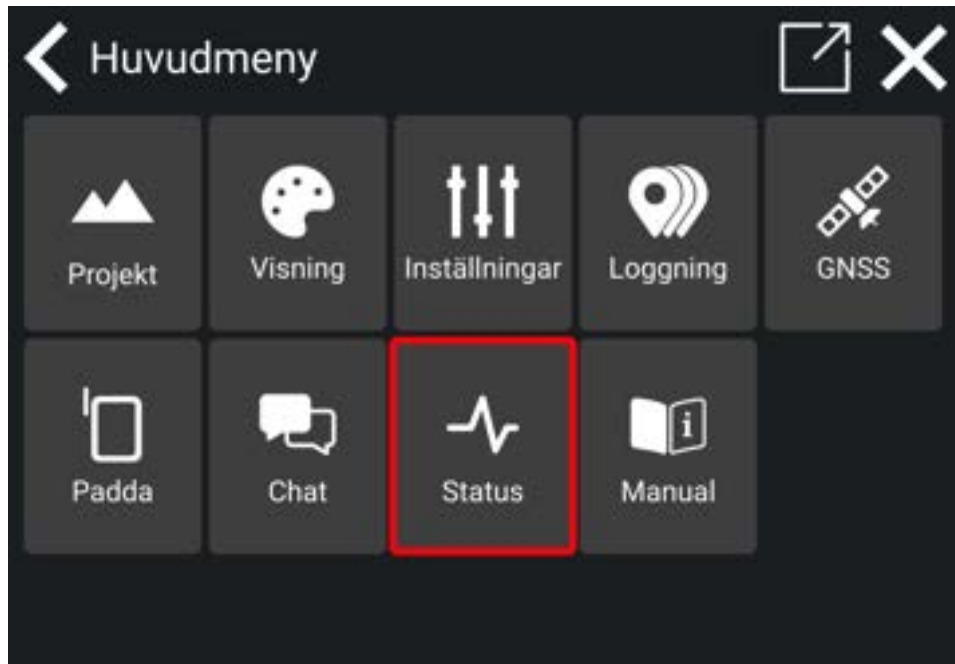 Huvudmeny
Projekt
Visning
Inställningar
Loggning
GNSS
Padda
Chat
Status
i
Manual